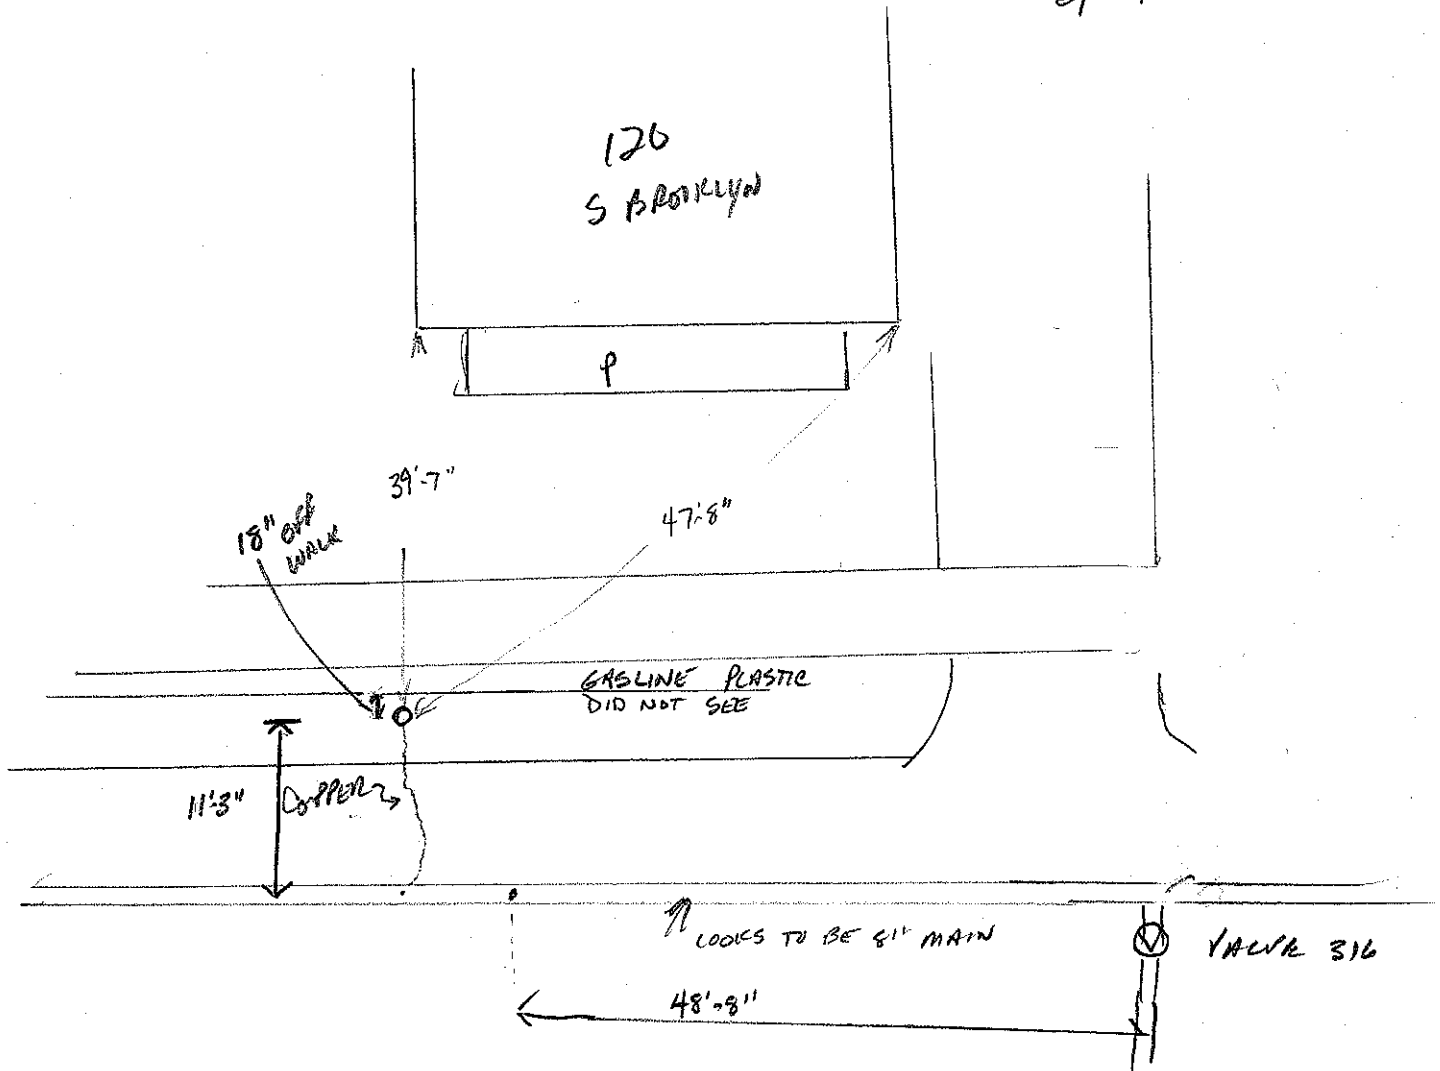 120
S BROOKLYN
P
39'-7"
18" OFF
WALK
47'-8"
GASLINE PLASTIC
DID NOT SEE
11'-3"
COPPER
LOOKS TO BE 8" MAIN
VALVE 316
48'-8"